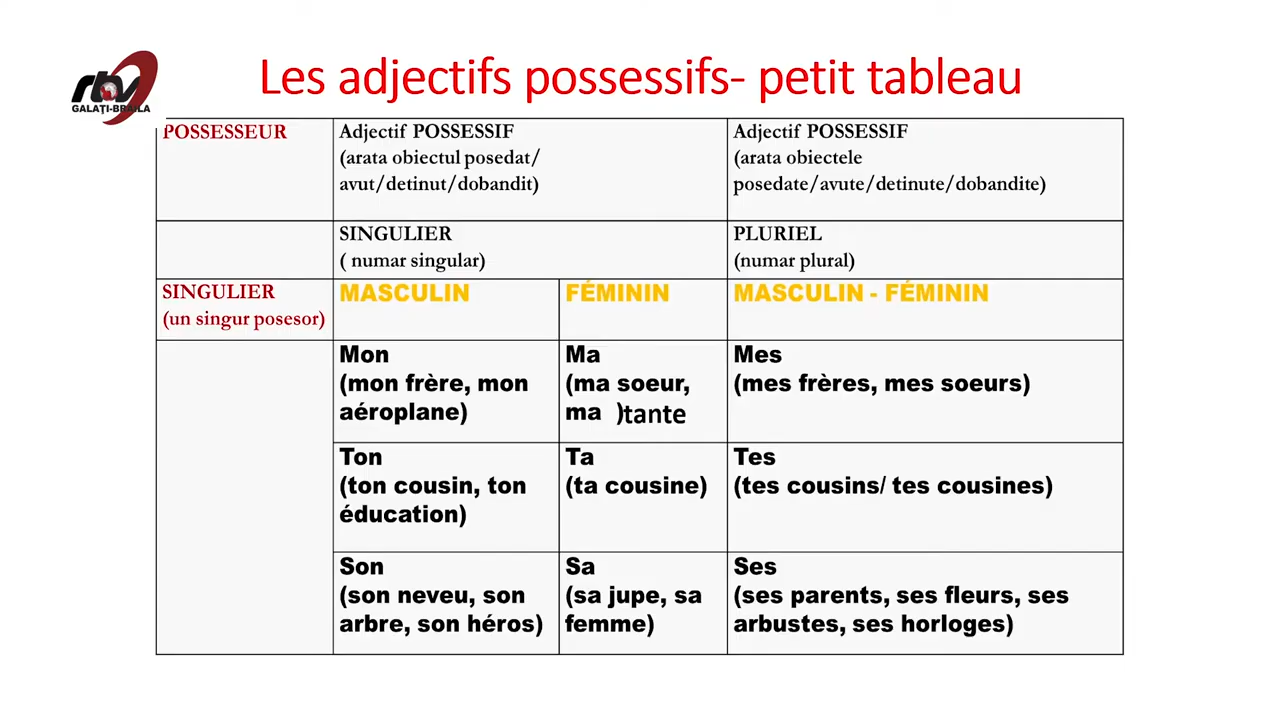 rtv
GALAȚI-BRĂILA
Les adjectifs possessifs- petit tableau
POSSESSEUR
Adjectif POSSESSIF
(arata obiectul posedat/
avut/detinut/dobandit)
Adjectif POSSESSIF
(arata obiectele
posedate/avute/detinute/dobandite)
SINGULIER
( numar singular)
PLURIEL
(numar plural)
SINGULIER
(un singur posesor)
MASCULIN
FÉMININ
MASCULIN - FÉMININ
Mon
(mon frère, mon
aéroplane)
Ma
(ma soeur,
ma )tante
Mes
(mes frères, mes soeurs)
Ton
(ton cousin, ton
éducation)
Ta
(ta cousine)
Tes
(tes cousins/ tes cousines)
Son
(son neveu, son
arbre, son héros)
Sa
(sa jupe, sa
femme)
Ses
(ses parents, ses fleurs, ses
arbustes, ses horloges)